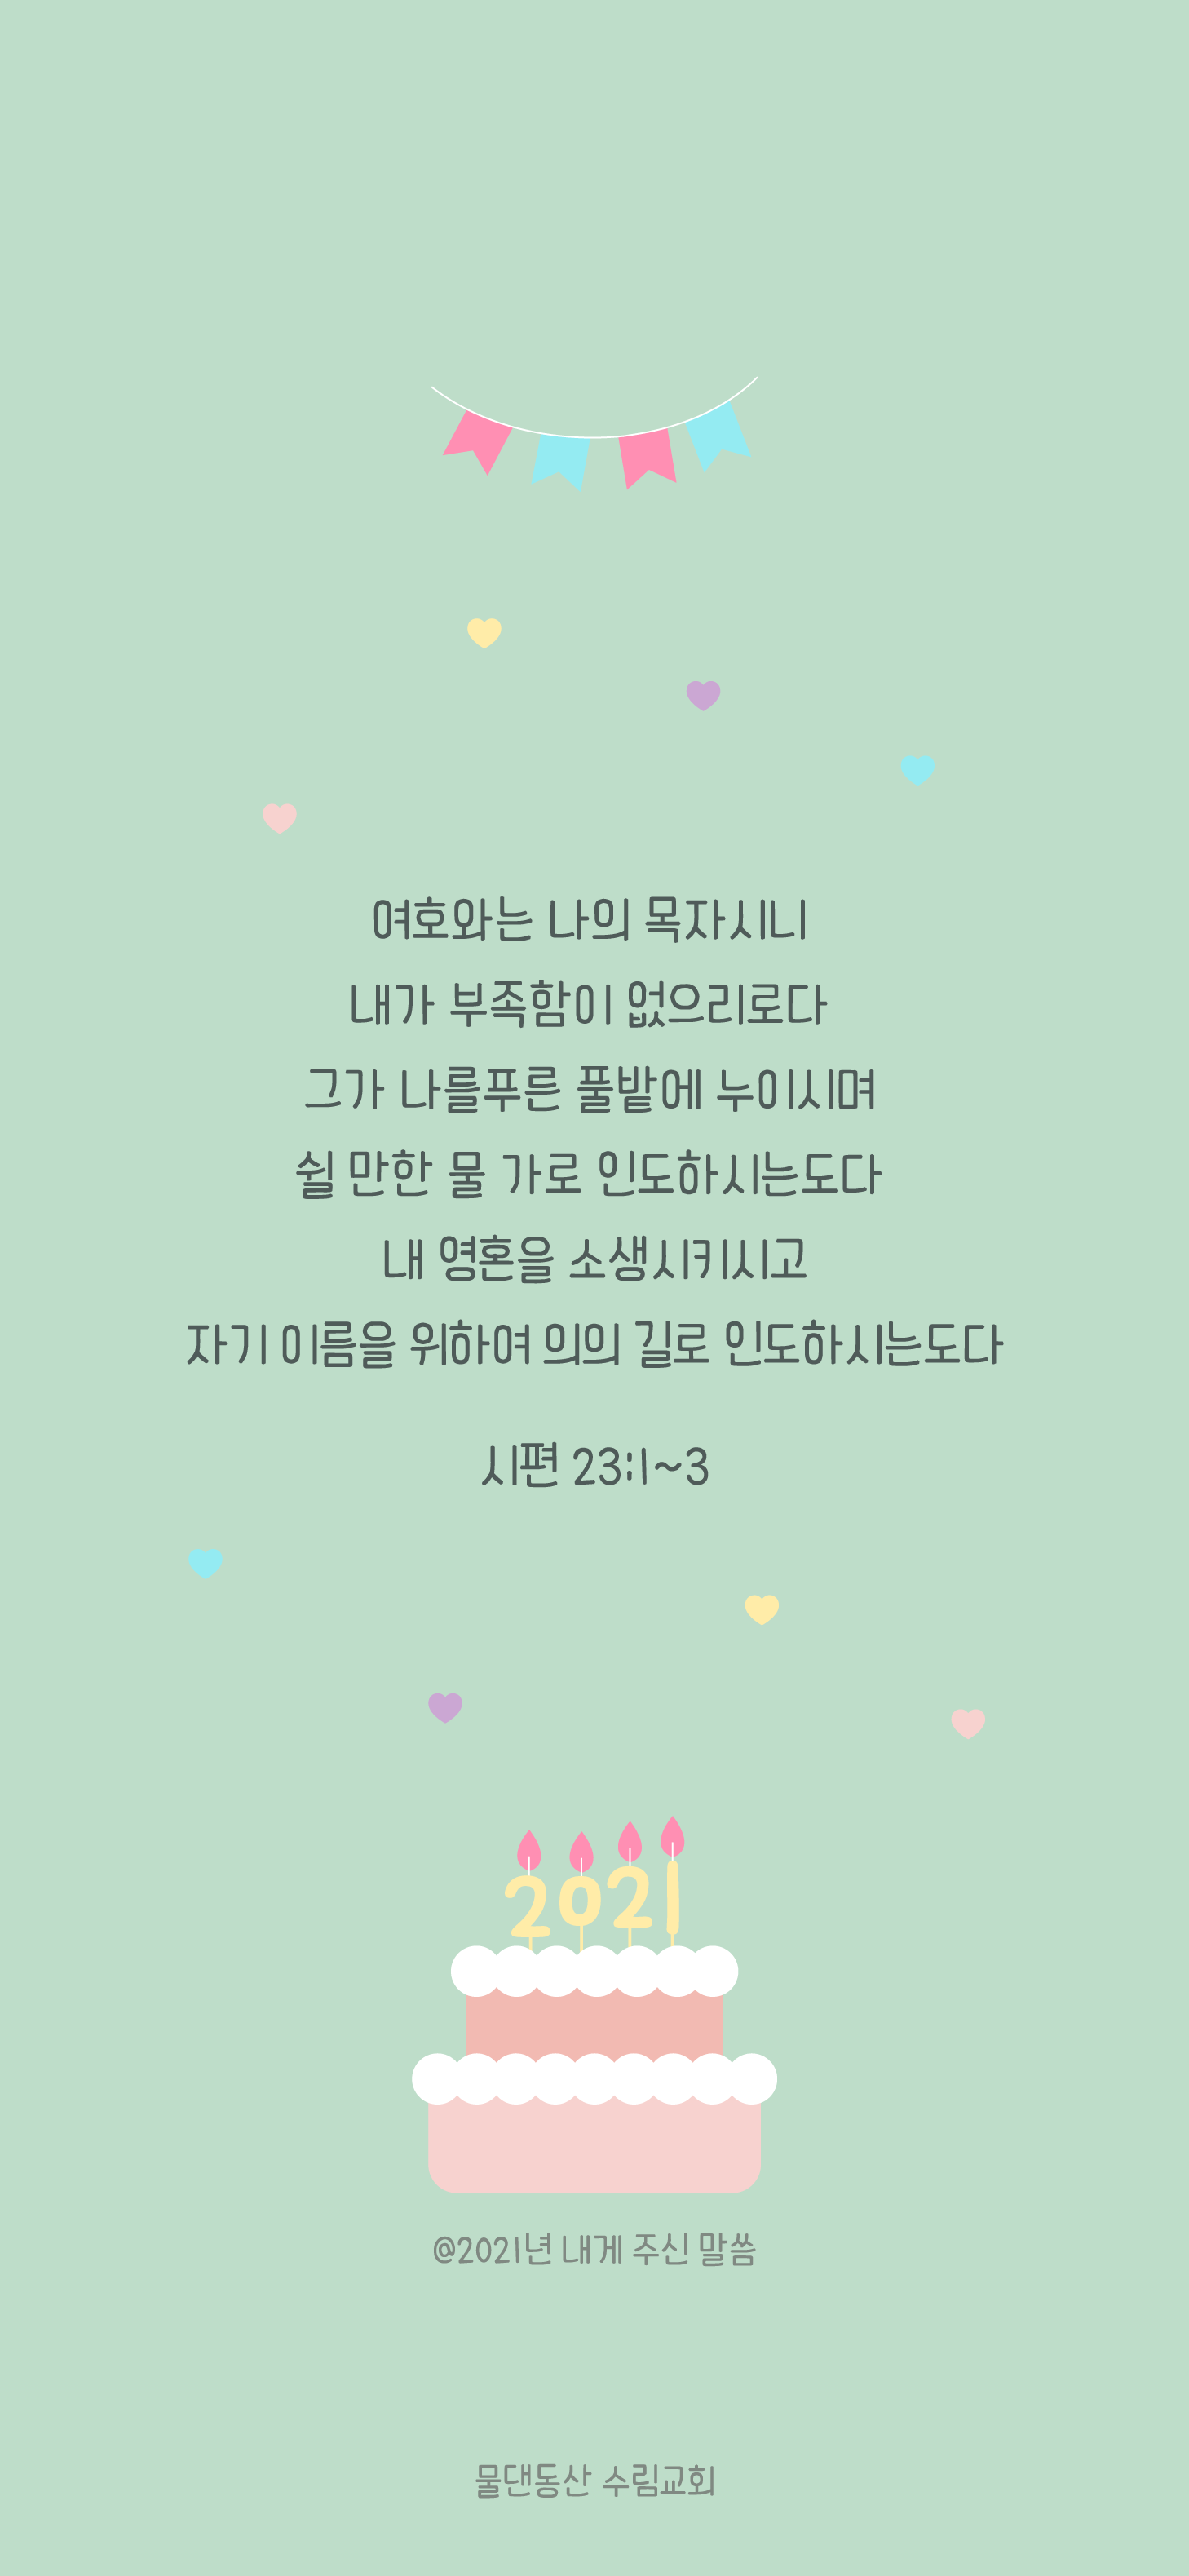 여호와는 나의 목자시니
내가 부족함이 없으리로다
그가 나를푸른 풀밭에 누이시며
쉴 만한 물 가로 인도하시는도다
내 영혼을 소생시키시고
자기 이름을 위하여 의의 길로 인도하시는도다
시편 23:1~3
2021
@2021년 내게 주신 말씀
물댄동산 수림교회